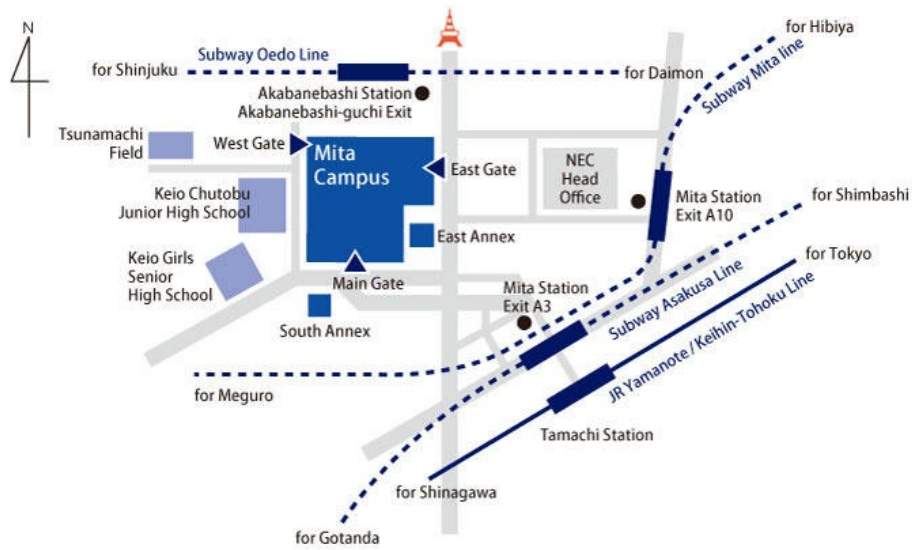 N
for Hibiya
Subway Oedo Line
Subway Mita line
for Shinjuku
for Daimon
Akabanebashi Station
Akabanebashi-guchi Exit
Tsunamachi
Field
West Gate
Mita
Campus
East Gate
NEC
Head
Office
Keio Chutobu
Junior High School
Mita Station
Exit A10
for Shimbashi
East Annex
Keio Girls
Senior
High School
Main Gate
for Tokyo
Mita Station
Exit A3
Subway Asakusa Line
South Annex
JR Yamanote / Keihin-Tohoku Line
for Meguro
Tamachi Station
for Shinagawa
for Gotanda